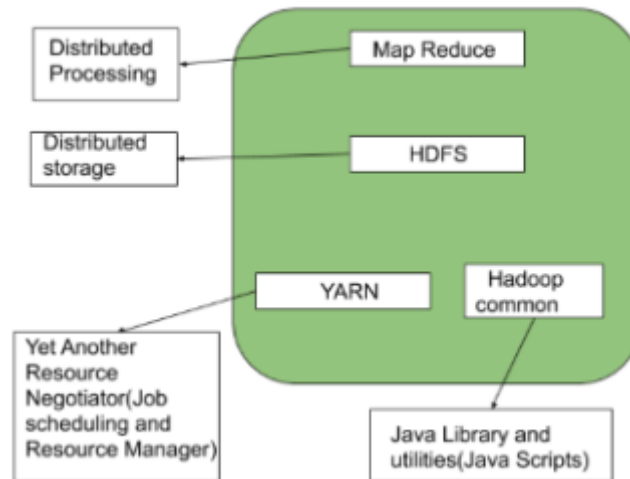 Distributed
Processing
Map Reduce
Distributed
storage
HDFS
YARN
Hadoop
common
Yet Another
Resource
Negotiator(Job
scheduling and
Resource Manager)
Java Library and
utilities(Java Scripts)